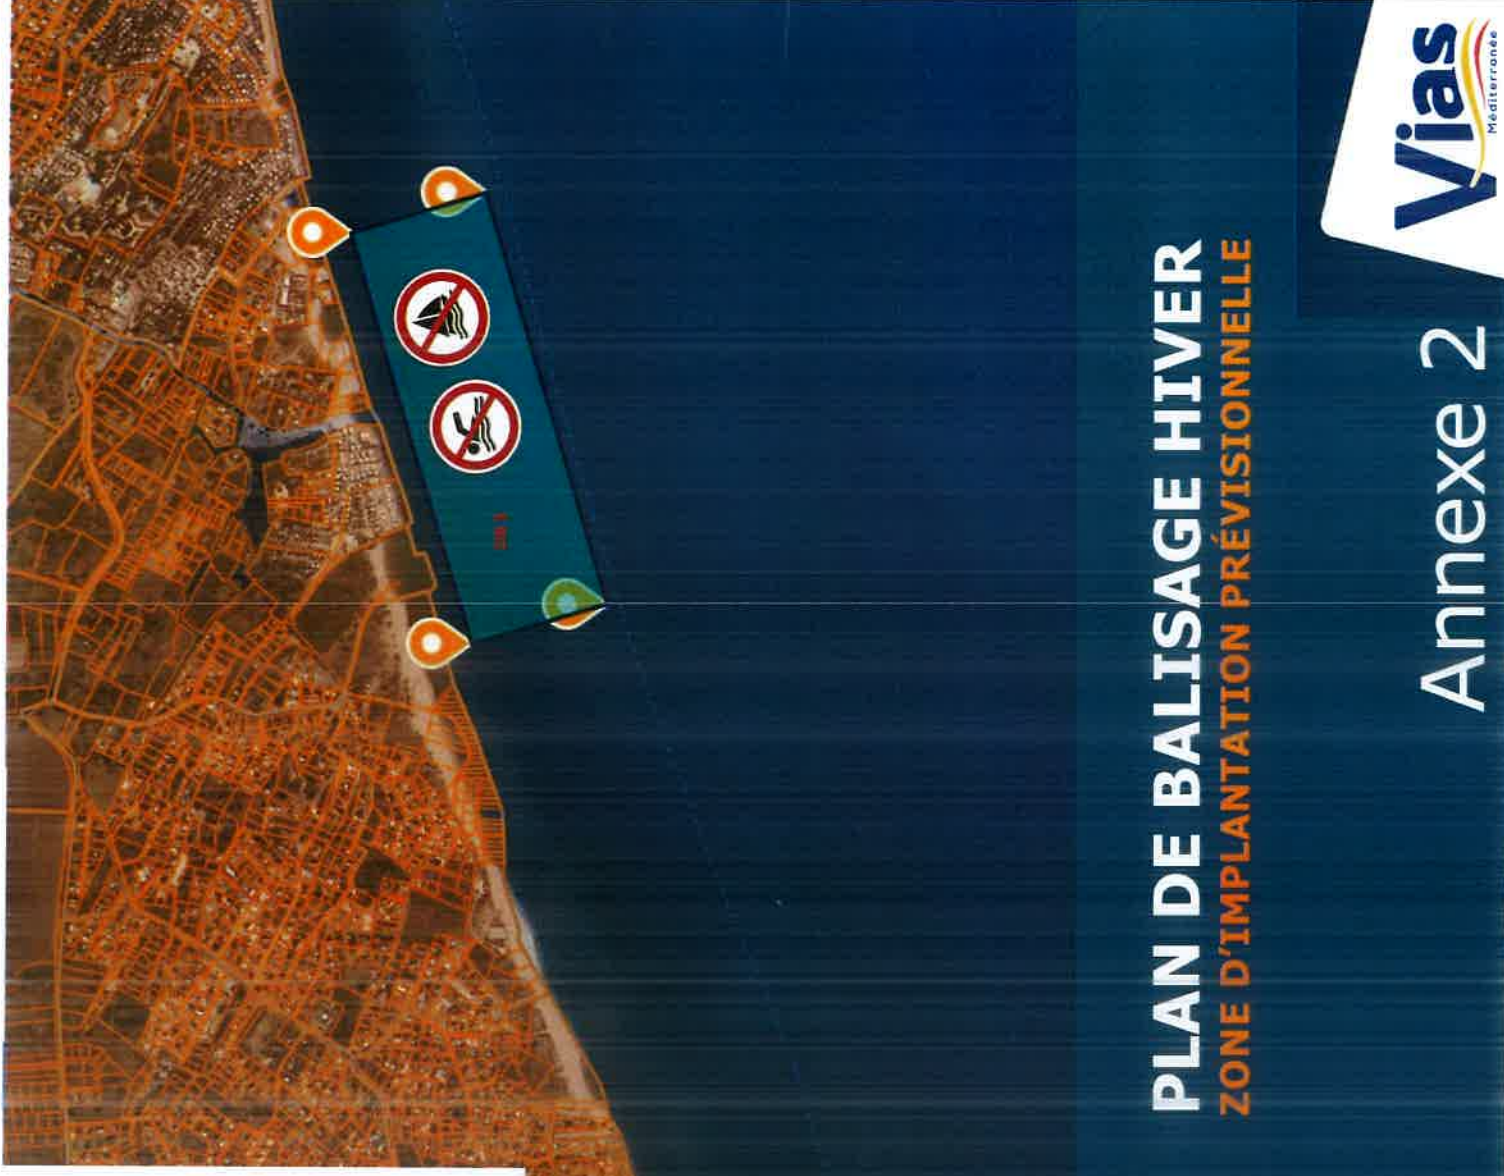 PLAN DE BALISAGE HIVER
ZONE D'IMPLANTATION PRÉVISIONNELLE
Annexe 2
Vias
Méditerranée